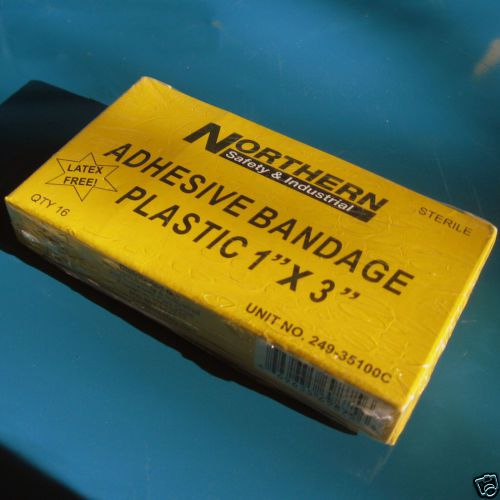 NORTHERN
Safety & Industrial
STERILE
LATEX
FREE!
ADHESIVE BANDAGE
PLASTIC 1" X 3"
QTY 16
UNIT NO. 249-35100C